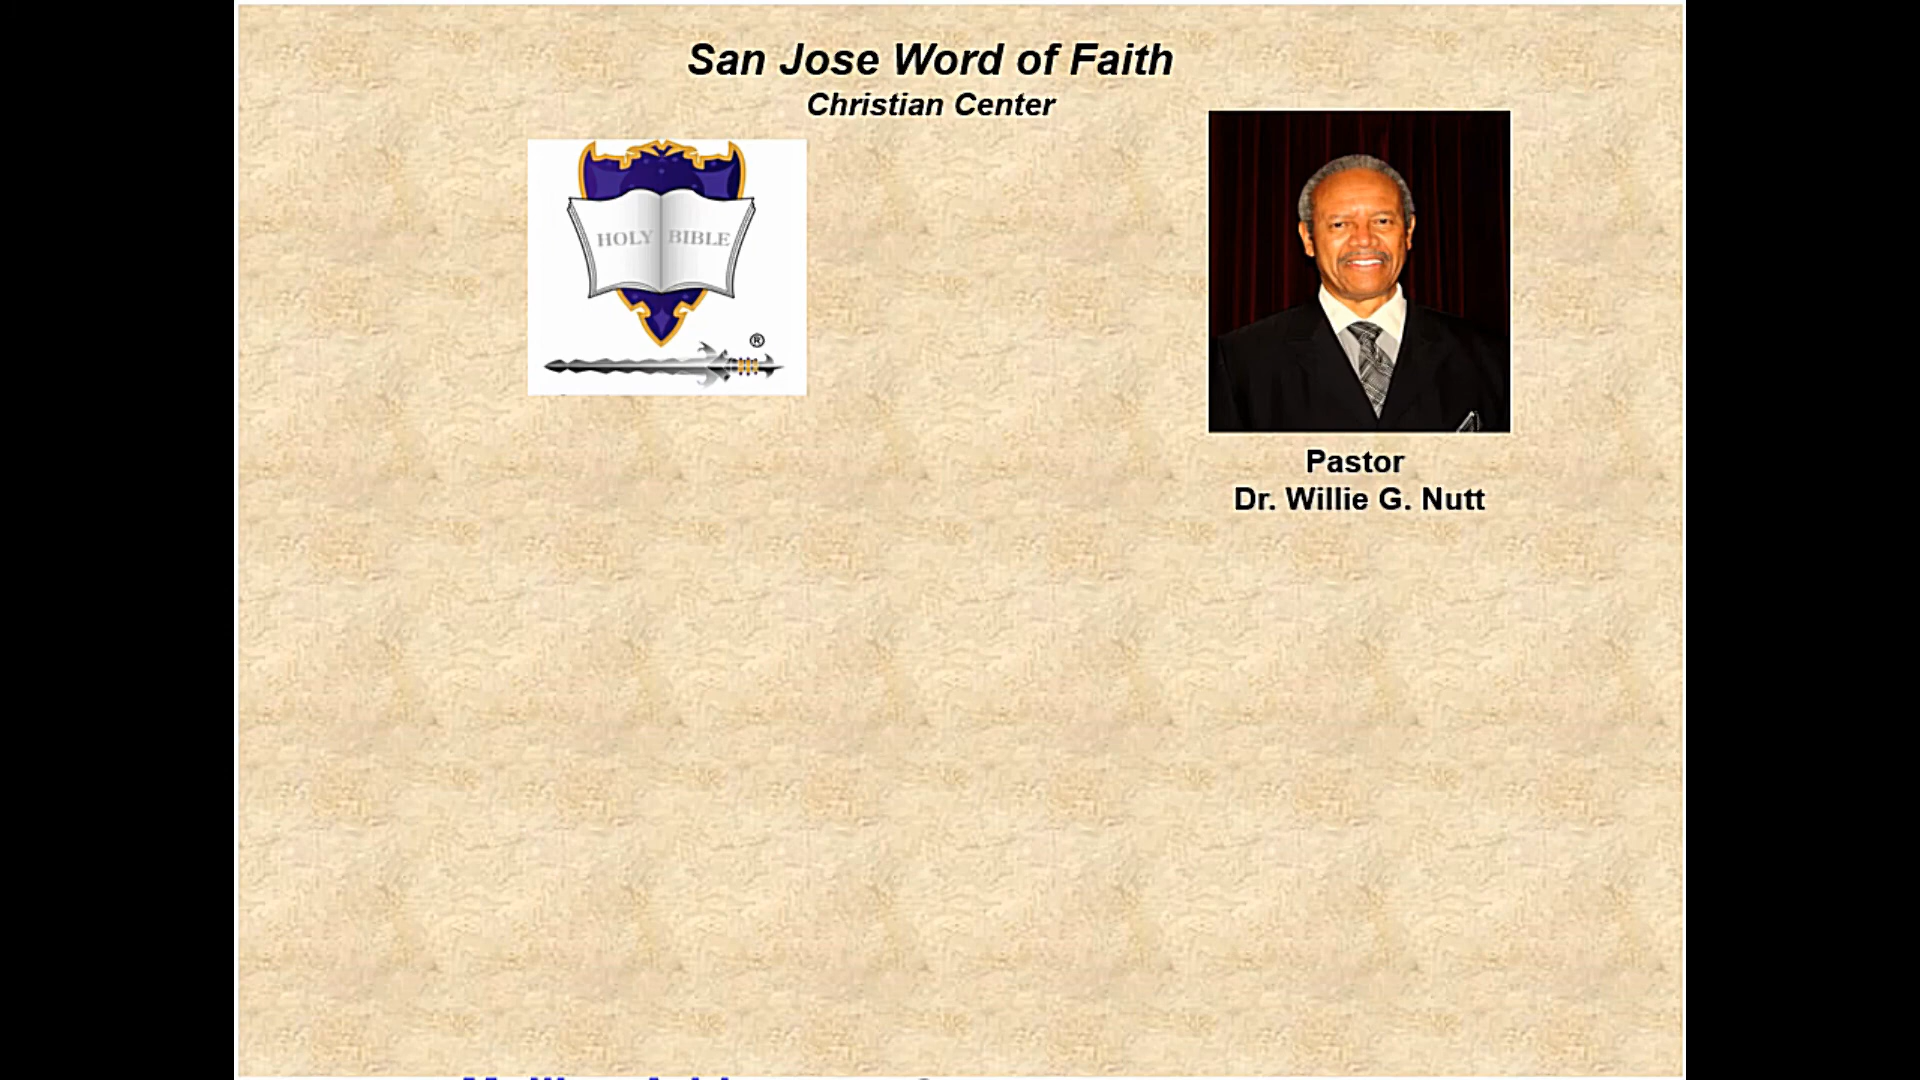 San Jose Word of Faith
Christian Center
HOLY BIBLE
®
Pastor
Dr. Willie G. Nutt